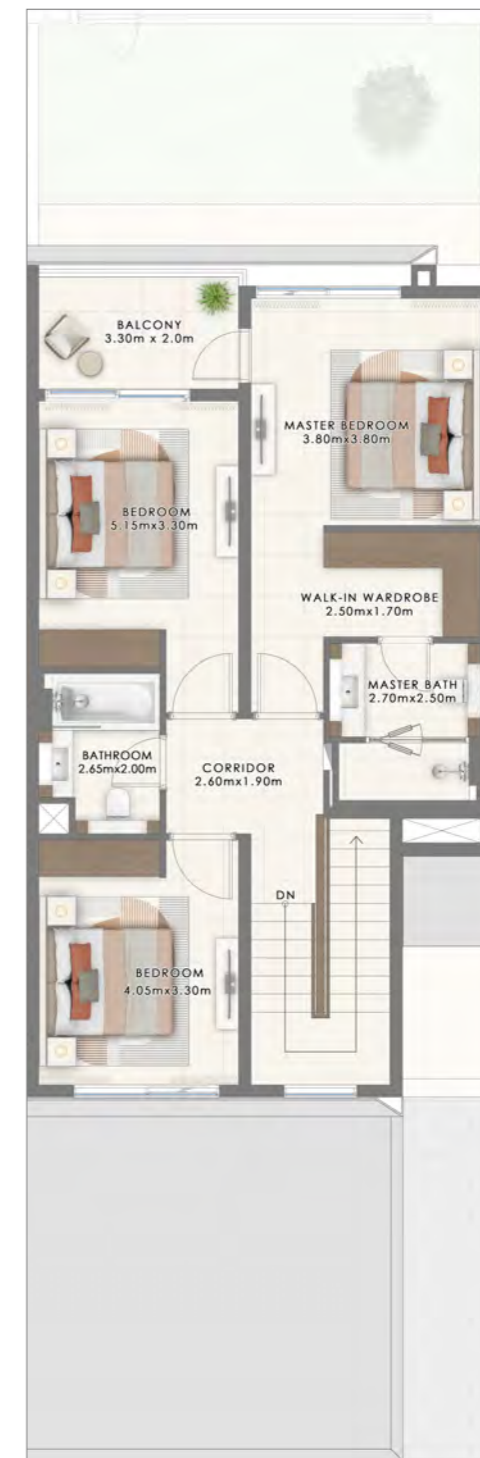 BALCONY
3.30m x 2.0m
MASTER BEDROOM
3.80mx3.80m
BEDROOM
5.15mx3.30m
WALK-IN WARDROBE
2.50mx1.70m
MASTER BATH
2.70mx2.50m
BATHROOM
2.65mx2.00m
CORRIDOR
2.60mx1.90m
DN
BEDROOM
4.05mx3.30m